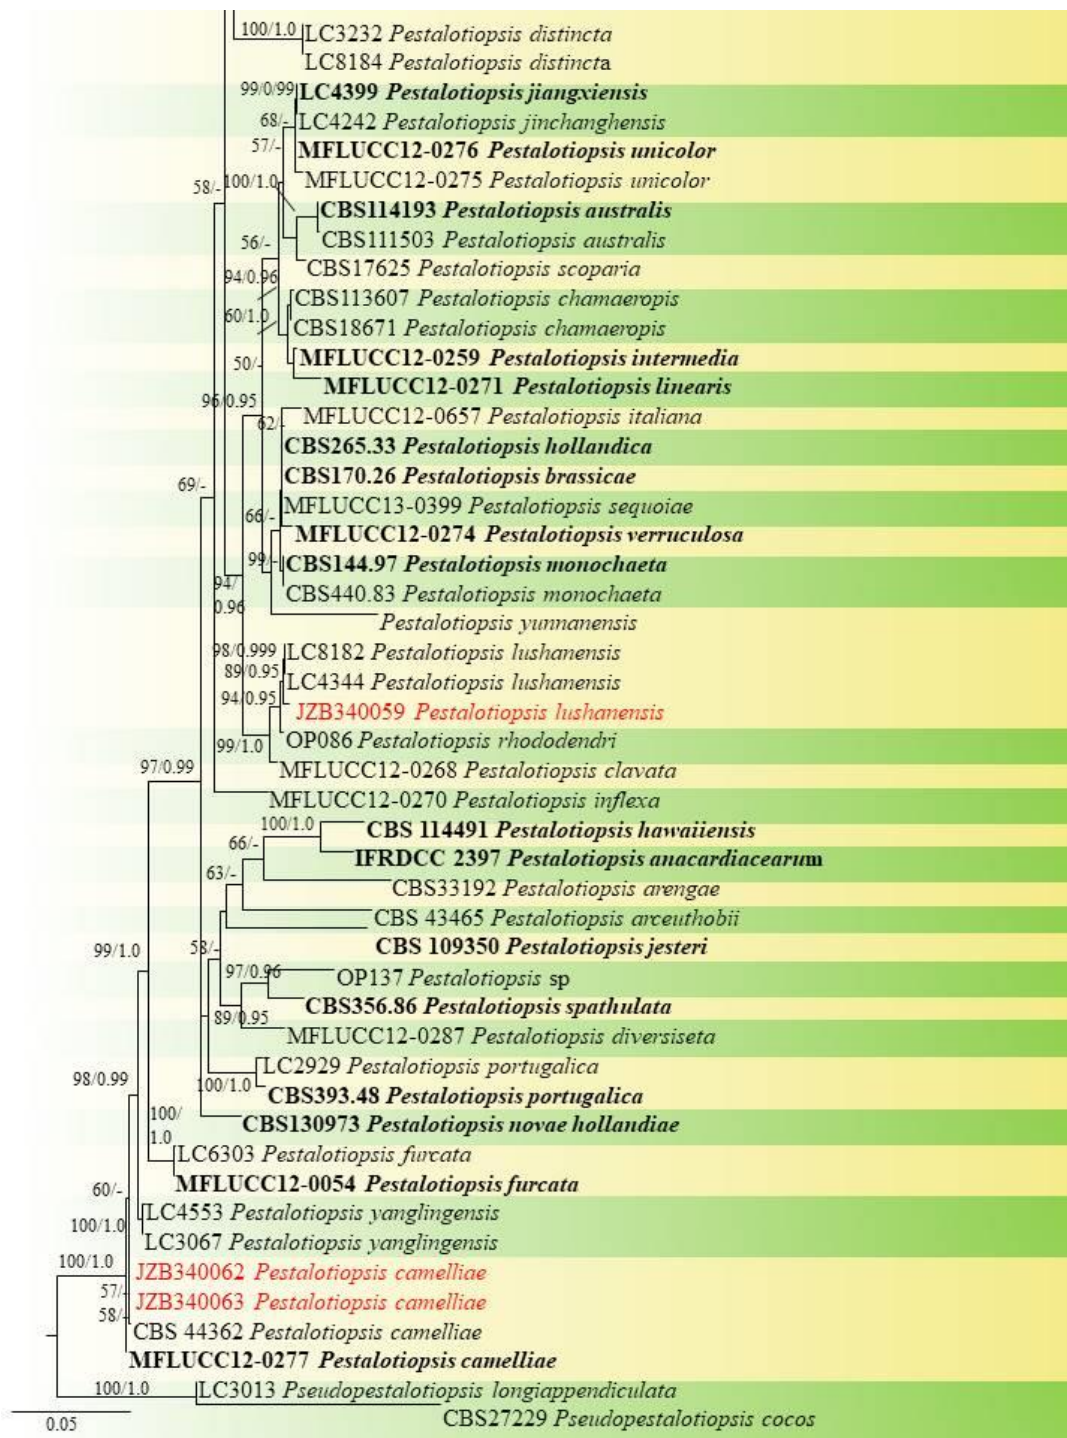 100/1.0 LC3232 Pestalotiopsis distincta
LC8184 Pestalotiopsis distincta
99/0/99 LC4399 Pestalotiopsis jiangxiensis
68/- LC4242 Pestalotiopsis jinchanghensis
57/- MFLUCC12-0276 Pestalotiopsis unicolor
58/- 100/1.0 MFLUCC12-0275 Pestalotiopsis unicolor
CBS114193 Pestalotiopsis australis
56/- CBS111503 Pestalotiopsis australis
94/0.96 CBS17625 Pestalotiopsis scoparia
CBS113607 Pestalotiopsis chamaeropis
60/1.0 CBS18671 Pestalotiopsis chamaeropis
50/- MFLUCC12-0259 Pestalotiopsis intermedia
MFLUCC12-0271 Pestalotiopsis linearis
96/0.95 62/- MFLUCC12-0657 Pestalotiopsis italiana
CBS265.33 Pestalotiopsis hollandica
69/- CBS170.26 Pestalotiopsis brassicae
66/- MFLUCC13-0399 Pestalotiopsis sequoiae
MFLUCC12-0274 Pestalotiopsis verruculosa
99/- CBS144.97 Pestalotiopsis monochaeta
94/ CBS440.83 Pestalotiopsis monochaeta
0.96 Pestalotiopsis yunnanensis
98/0.999 LC8182 Pestalotiopsis lushanensis
89/0.95 LC4344 Pestalotiopsis lushanensis
94/0.95 JZB340059 Pestalotiopsis lushanensis
99/1.0 OP086 Pestalotiopsis rhododendri
97/0.99 MFLUCC12-0268 Pestalotiopsis clavata
MFLUCC12-0270 Pestalotiopsis inflexa
100/1.0 CBS 114491 Pestalotiopsis hawaiiensis
66/- IFRDCC 2397 Pestalotiopsis anacardiacearum
63/- CBS33192 Pestalotiopsis arengae
CBS 43465 Pestalotiopsis arceuthobii
99/1.0 58/- CBS 109350 Pestalotiopsis jesteri
97/0.96 OP137 Pestalotiopsis sp
CBS356.86 Pestalotiopsis spathulata
89/0.95 MFLUCC12-0287 Pestalotiopsis diversiseta
LC2929 Pestalotiopsis portugalica
98/0.99 100/1.0 CBS393.48 Pestalotiopsis portugalica
100/ CBS130973 Pestalotiopsis novae hollandiae
1.0 LC6303 Pestalotiopsis furcata
60/- MFLUCC12-0054 Pestalotiopsis furcata
100/1.0 LC4553 Pestalotiopsis yanglingensis
LC3067 Pestalotiopsis yanglingensis
100/1.0 JZB340062 Pestalotiopsis camelliae
57/- JZB340063 Pestalotiopsis camelliae
58/- CBS 44362 Pestalotiopsis camelliae
MFLUCC12-0277 Pestalotiopsis camelliae
100/1.0 LC3013 Pseudopestalotiopsis longiappendiculata
0.05 CBS27229 Pseudopestalotiopsis cocos